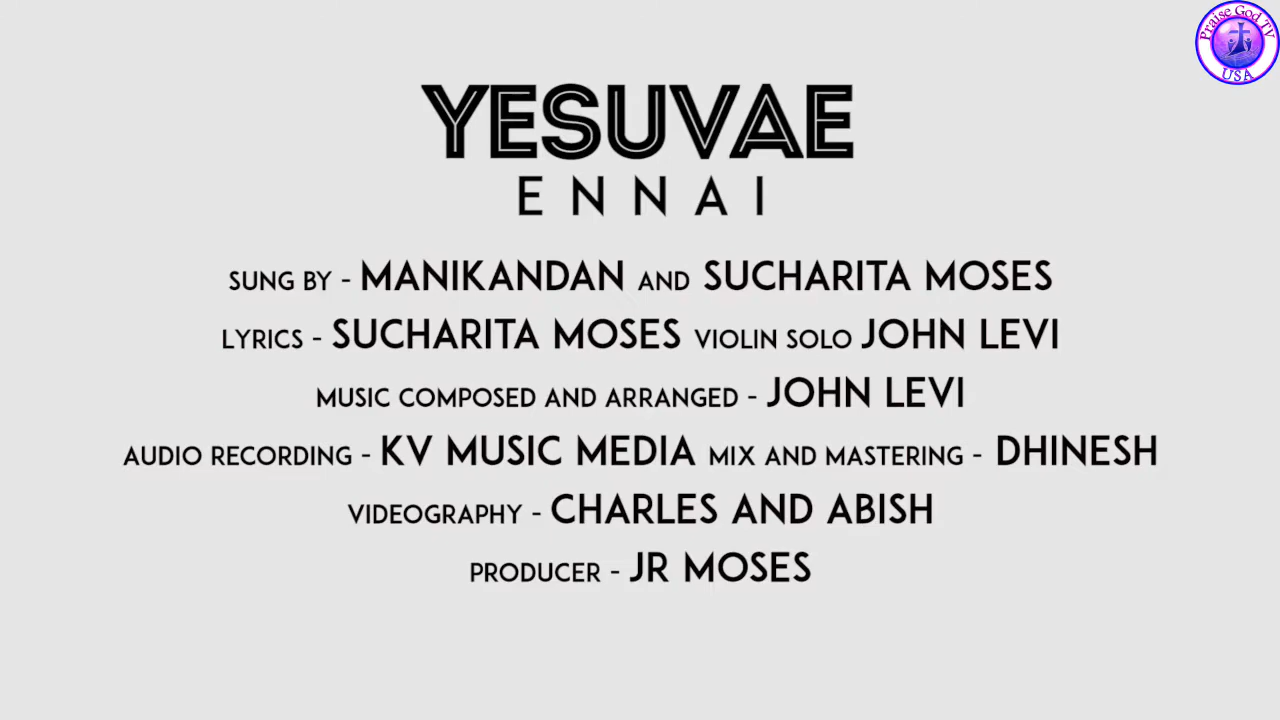 Praise God TV
USA
YESUVAE
ENNAI
SUNG BY - MANIKANDAN AND SUCHARITA MOSES
LYRICS - SUCHARITA MOSES VIOLIN SOLO JOHN LEVI
MUSIC COMPOSED AND ARRANGED - JOHN LEVI
AUDIO RECORDING - KV MUSIC MEDIA MIX AND MASTERING - DHINESH
VIDEOGRAPHY - CHARLES AND ABISH
PRODUCER - JR MOSES